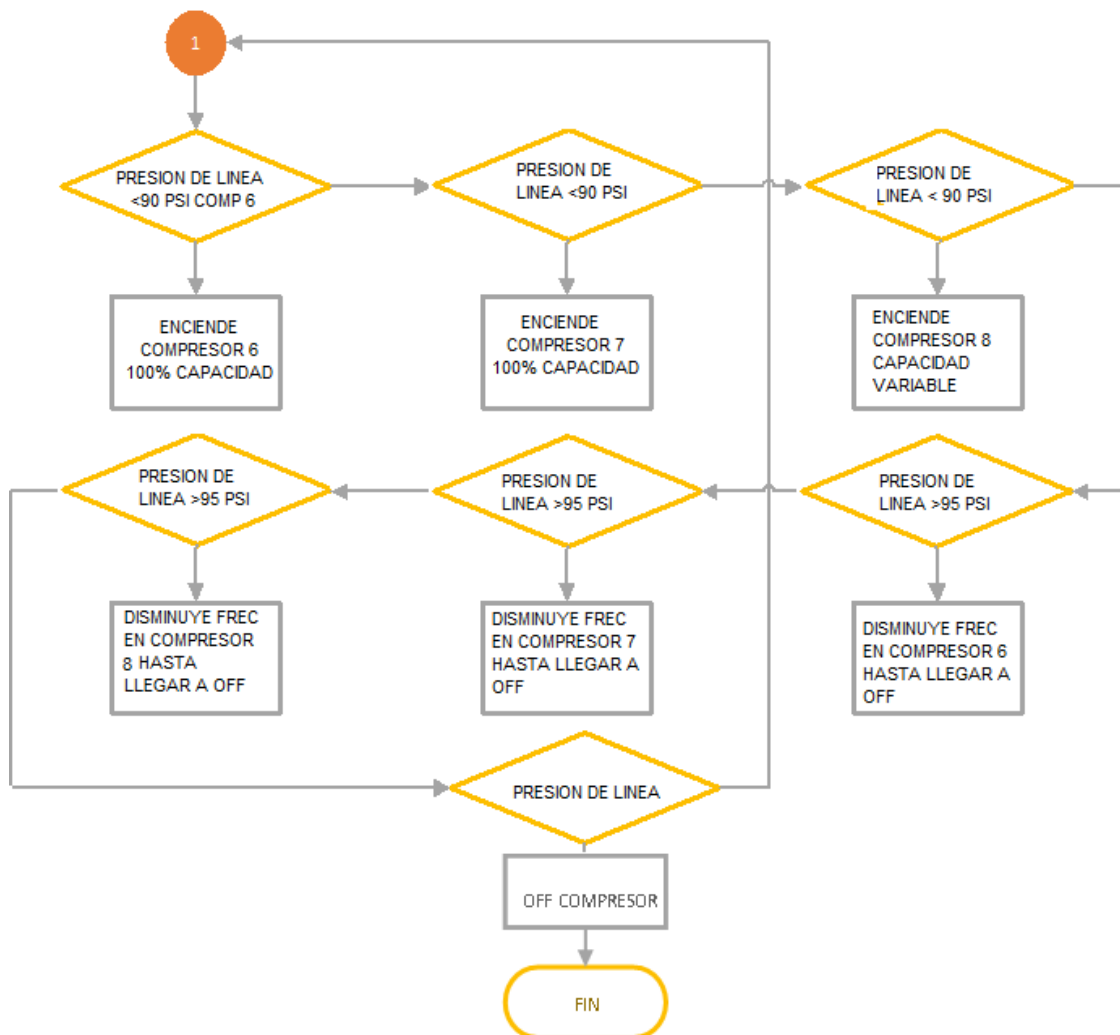 1
PRESION DE LINEA
<90 PSI COMP 6
PRESION DE
LINEA <90 PSI
PRESION DE
LINEA < 90 PSI
ENCIENDE
COMPRESOR 6
100% CAPACIDAD
ENCIENDE
COMPRESOR 7
100% CAPACIDAD
ENCIENDE
COMPRESOR 8
CAPACIDAD
VARIABLE
PRESION DE
LINEA >95 PSI
PRESION DE
LINEA >95 PSI
PRESION DE
LINEA >95 PSI
DISMINUYE FREC
EN COMPRESOR
8 HASTA
LLEGAR A OFF
DISMINUYE FREC
EN COMPRESOR 7
HASTA LLEGAR A
OFF
DISMINUYE FREC
EN COMPRESOR 6
HASTA LLEGAR A
OFF
PRESION DE LINEA
OFF COMPRESOR
FIN